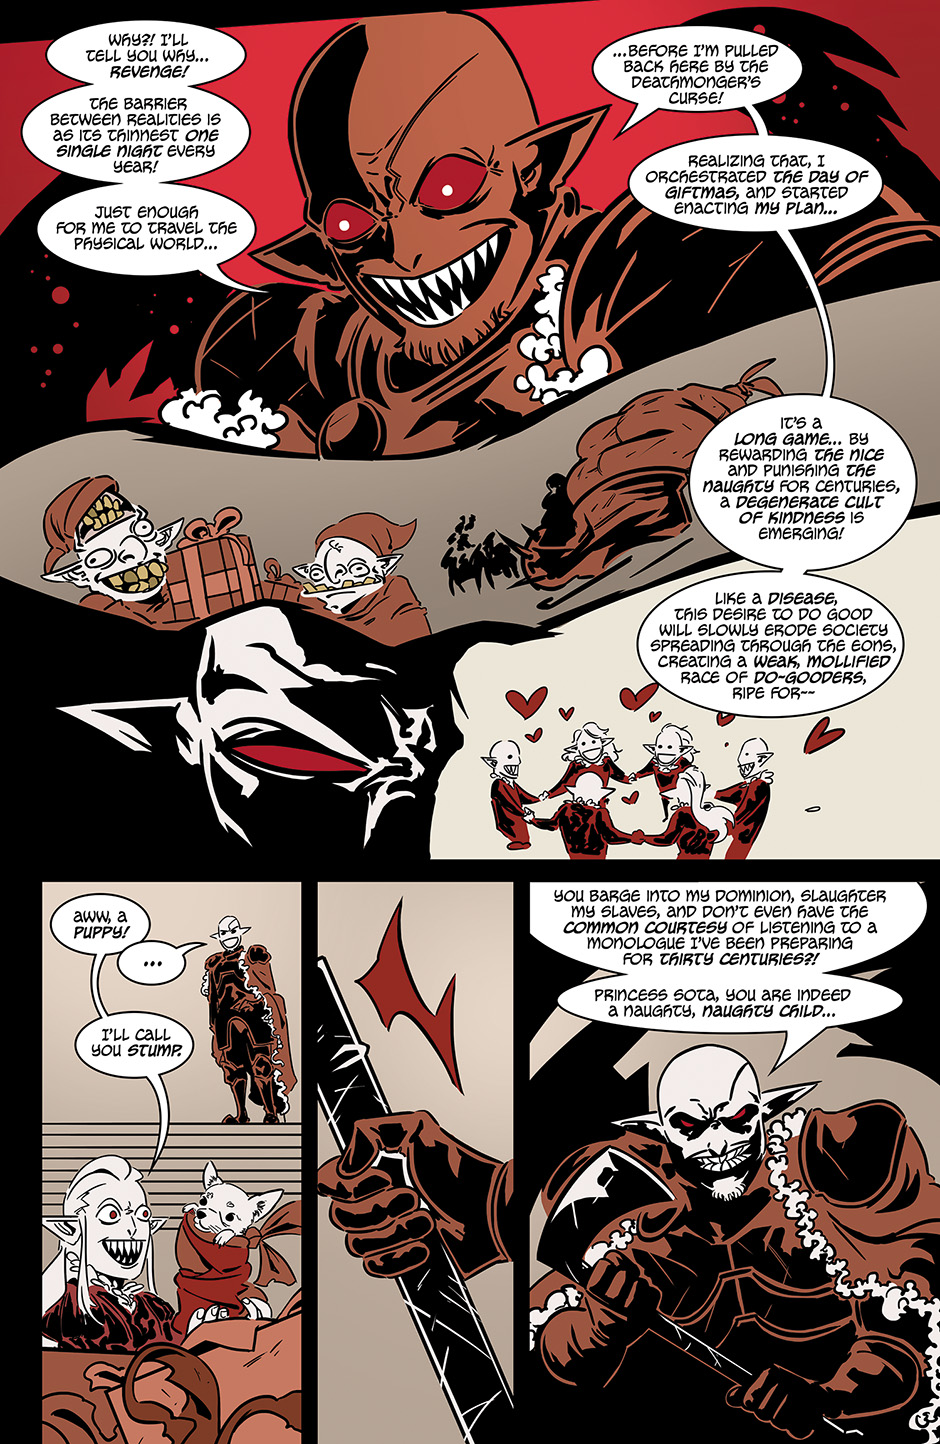 WHY?! I'LL
TELL YOU WHY...
REVENGE!
THE BARRIER
BETWEEN REALITIES IS
AS ITS THINNEST ONE
SINGLE NIGHT EVERY
YEAR!
JUST ENOUGH
FOR ME TO TRAVEL THE
PHYSICAL WORLD...
...BEFORE I'M PULLED
BACK HERE BY THE
DEATHMONGER'S
CURSE!
REALIZING THAT, I
ORCHESTRATED THE DAY OF
GIFTMAS, AND STARTED
ENACTING MY PLAN...
IT'S A
LONG GAME... BY
REWARDING THE NICE
AND PUNISHING THE
NAUGHTY FOR CENTURIES,
A DEGENERATE CULT
OF KINDNESS IS
EMERGING!
LIKE A DISEASE,
THIS DESIRE TO DO GOOD
WILL SLOWLY ERODE SOCIETY
SPREADING THROUGH THE EONS,
CREATING A WEAK, MOLLIFIED
RACE OF DO-GOODERS,
RIPE FOR--
AWW, A
PUPPY!
...
I'LL CALL
YOU STUMP.
YOU BARGE INTO MY DOMINION, SLAUGHTER
MY SLAVES, AND DON'T EVEN HAVE THE
COMMON COURTESY OF LISTENING TO A
MONOLOGUE I'VE BEEN PREPARING
FOR THIRTY CENTURIES?!
PRINCESS SOTA, YOU ARE INDEED
A NAUGHTY, NAUGHTY CHILD...